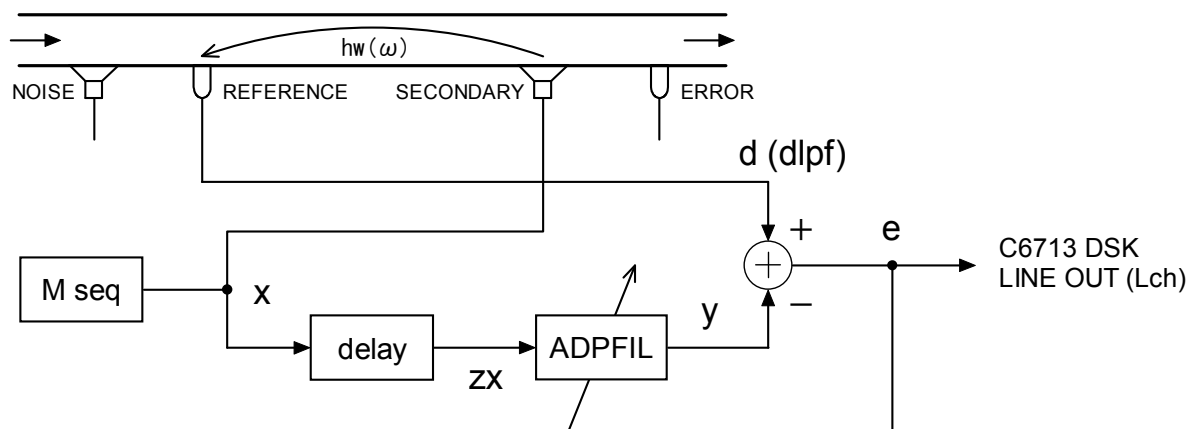 hw(ω)
NOISE
REFERENCE
SECONDARY
ERROR
d (dlpf)
+
e
C6713 DSK
LINE OUT (Lch)
+
M seq
x
y
−
delay
ADPFIL
zx